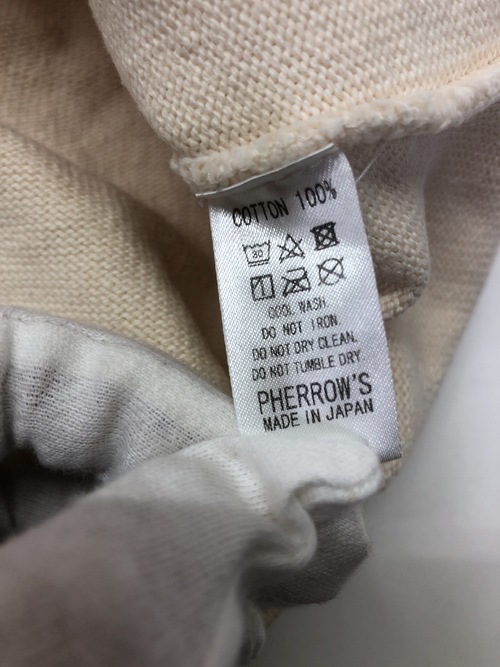 COTTON 100%
30
COOL WASH
DO NOT IRON
DO NOT DRY CLEAN.
DO NOT TUMBLE DRY.
PHERROW'S
MADE IN JAPAN